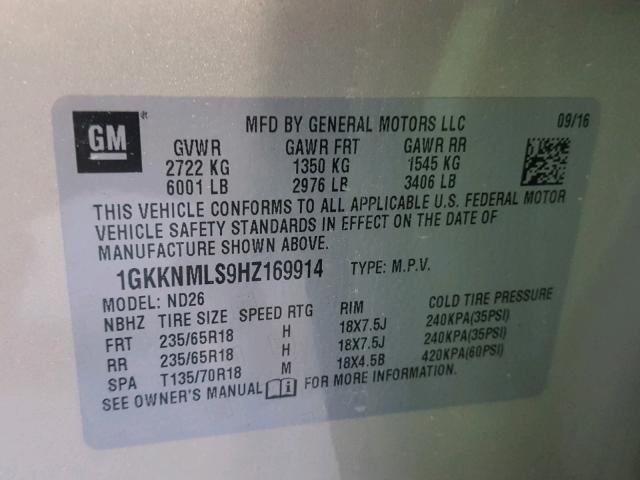 GM®
MFD BY GENERAL MOTORS LLC 09/16
GVWR GAWR FRT GAWR RR
2722 KG 1350 KG 1545 KG
6001 LB 2976 LB 3406 LB
THIS VEHICLE CONFORMS TO ALL APPLICABLE U.S. FEDERAL MOTOR
VEHICLE SAFETY STANDARDS IN EFFECT ON THE DATE OF
MANUFACTURE SHOWN ABOVE.
1GKKNMLS9HZ169914 TYPE: M.P.V.
MODEL: ND26
NBHZ TIRE SIZE SPEED RTG RIM COLD TIRE PRESSURE
FRT 235/65R18 H 18X7.5J 240KPA(35PSI)
RR 235/65R18 H 18X7.5J 240KPA(35PSI)
SPA T135/70R18 M 18X4.5B 420KPA(60PSI)
SEE OWNER'S MANUAL i FOR MORE INFORMATION.